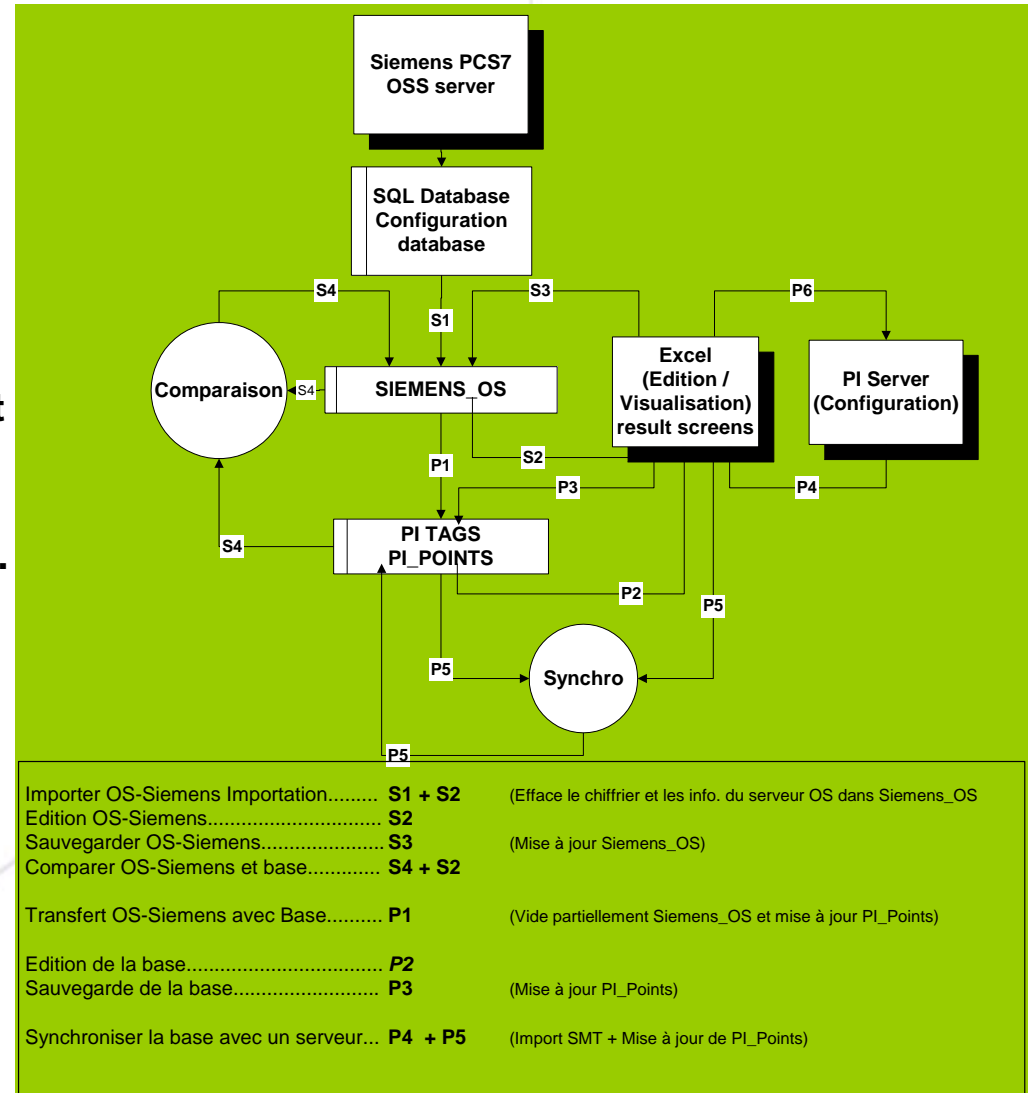 Siemens PCS7
OSS server
SQL Database
Configuration
database
S4
S3
P6
S1
Comparaison
S4
SIEMENS_OS
Excel
(Edition /
Visualisation)
result screens
PI Server
(Configuration)
t
P1
S2
P3
P4
S4
PI TAGS
PI_POINTS
.
P2
P5
P5
Synchro
P5
Importer OS-Siemens Importation......... S1 + S2 (Efface le chiffrier et les info. du serveur OS dans Siemens_OS
Edition OS-Siemens................................ S2
Sauvegarder OS-Siemens...................... S3 (Mise à jour Siemens_OS)
Comparer OS-Siemens et base............. S4 + S2
Transfert OS-Siemens avec Base.......... P1 (Vide partiellement Siemens_OS et mise à jour PI_Points)
Edition de la base................................... P2
Sauvegarde de la base.......................... P3 (Mise à jour PI_Points)
Synchroniser la base avec un serveur... P4 + P5 (Import SMT + Mise à jour de PI_Points)